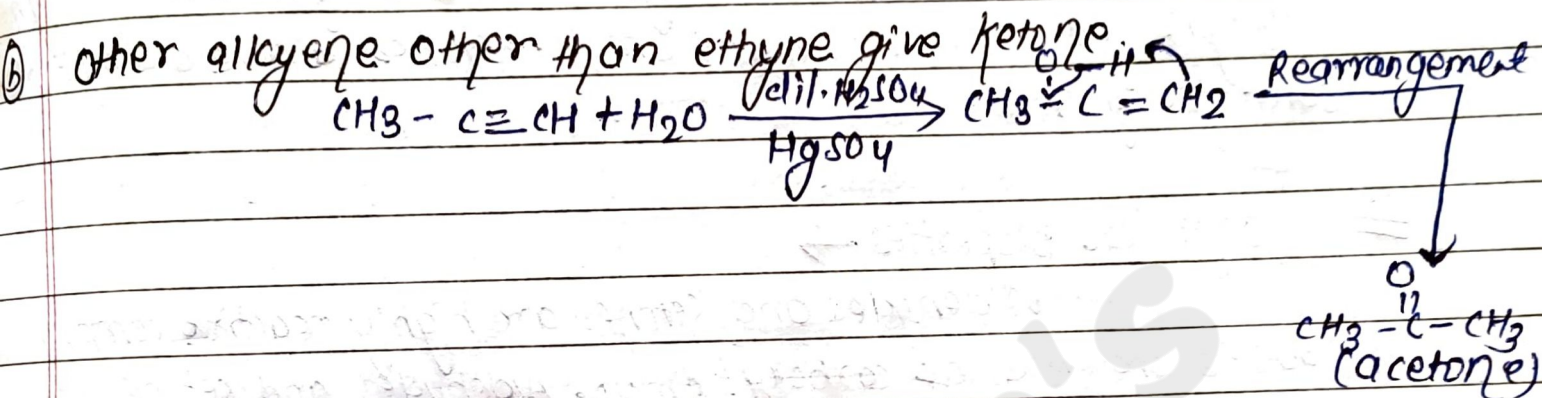 (b) Other alkyene other than ethyne give ketone.
CH3 - C≡CH + H2O dil. H2SO4 HgSO4 → CH3 - C = CH2 Rearrangement
O - H
O
||
CH3 - C - CH3
(acetone)